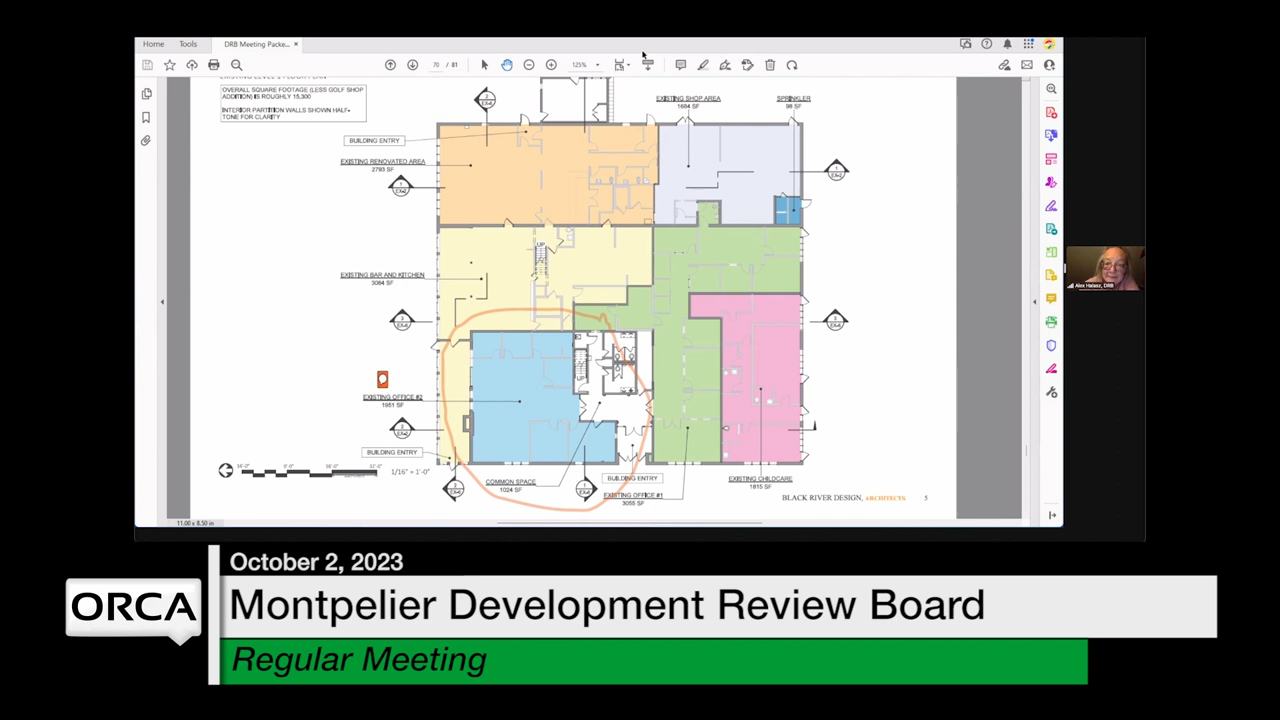 Home
Tools
DRB Meeting Packe... ×
70 / 81
125%
OVERALL SQUARE FOOTAGE (LESS GOLF SHOP
ADDITION) IS ROUGHLY 15,300
INTERIOR PARTITION WALLS SHOWN HALF-
TONE FOR CLARITY
EXISTING SHOP AREA
1684 SF
SPRINKLER
98 SF
BUILDING ENTRY
EXISTING RENOVATED AREA
2793 SF
UP
EXISTING BAR AND KITCHEN
3084 SF
UP
EXISTING OFFICE #2
1951 SF
BUILDING ENTRY
1/16" = 1'-0"
COMMON SPACE
1024 SF
BUILDING ENTRY
EXISTING OFFICE #1
3055 SF
EXISTING CHILDCARE
1815 SF
BLACK RIVER DESIGN, ARCHITECTS 5
11.00 x 8.50 in
Alex Halasz, DRB
October 2, 2023
ORCA
Montpelier Development Review Board
Regular Meeting